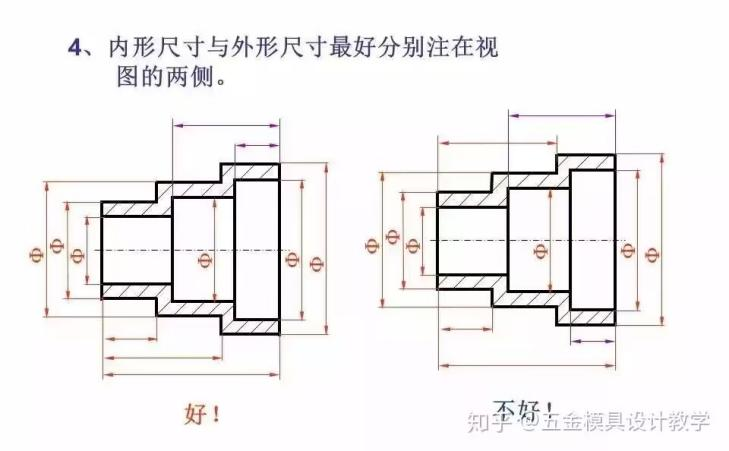 4、内形尺寸与外形尺寸最好分别注在视
图的两侧。
Φ Φ Φ Φ Φ Φ
Φ Φ Φ Φ Φ Φ
好！ 不好！
知乎 @五金模具设计教学